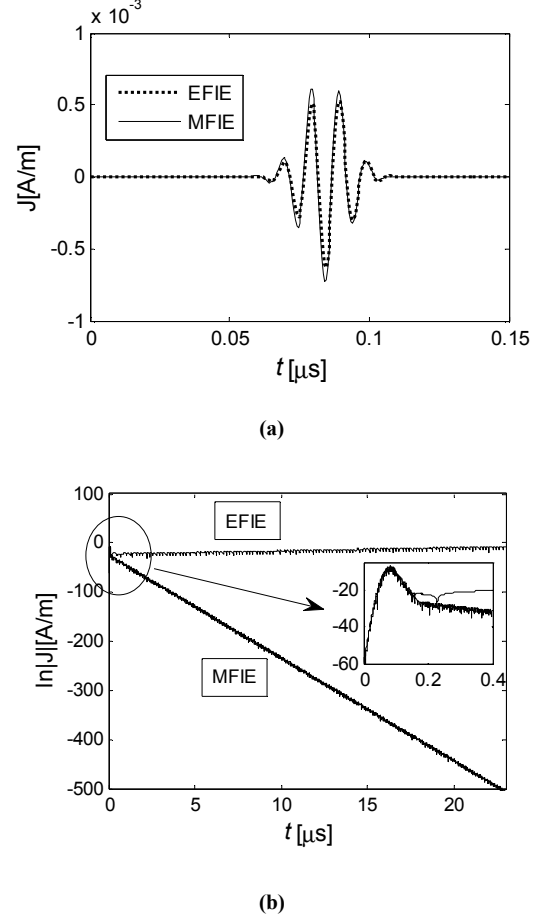 x 10⁻³
1
0.5
0
-0.5
-1
J[A/m]
EFIE
MFIE
0 0.05 0.1 0.15
t [μs]
(a)
100
0
-100
-200
-300
-400
-500
ln|J|[A/m]
EFIE
MFIE
-20
-40
-60
0 0.2 0.4
0 5 10 15 20
t [μs]
(b)